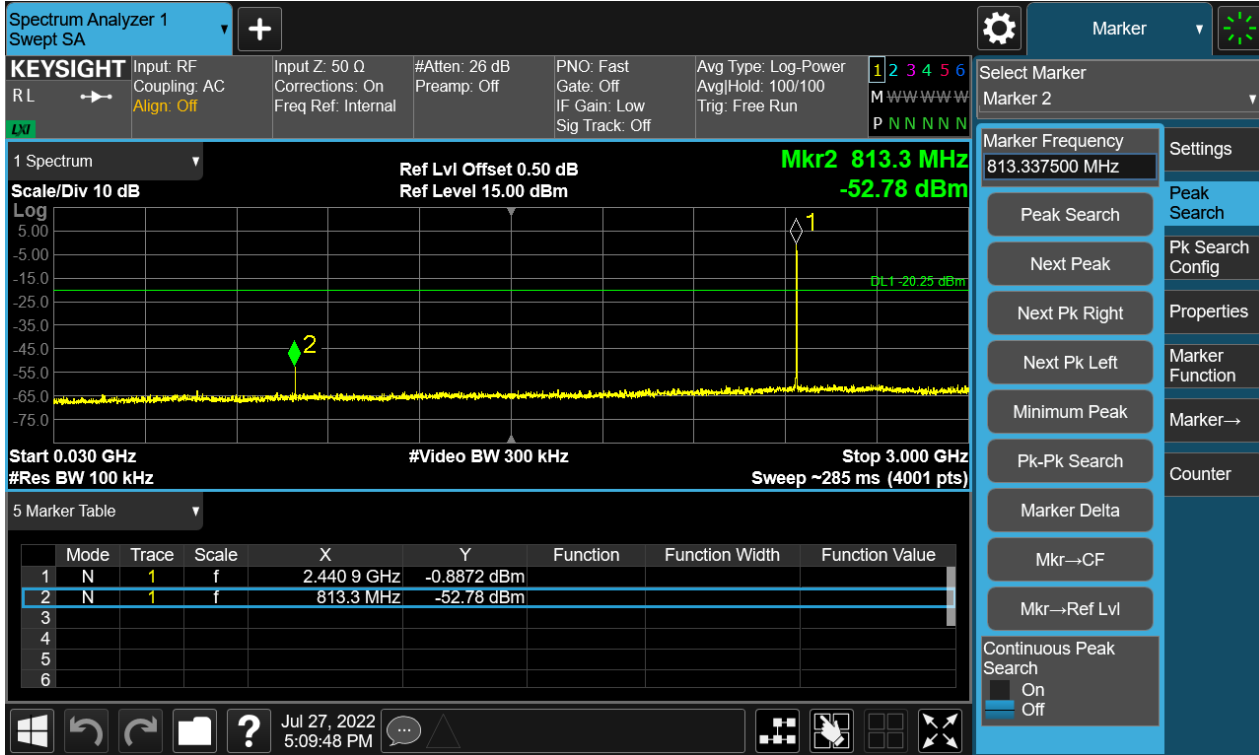 Spectrum Analyzer 1
Swept SA
+
Marker
KEYSIGHT
RL
LXI
Input: RF
Coupling: AC
Align: Off
Input Z: 50 Ω
Corrections: On
Freq Ref: Internal
#Atten: 26 dB
Preamp: Off
PNO: Fast
Gate: Off
IF Gain: Low
Sig Track: Off
Avg Type: Log-Power
Avg|Hold: 100/100
Trig: Free Run
1 2 3 4 5 6
M W W W W W
P N N N N N
Select Marker
Marker 2
1 Spectrum
Scale/Div 10 dB
Ref Lvl Offset 0.50 dB
Ref Level 15.00 dBm
Mkr2 813.3 MHz
-52.78 dBm
Log
5.00
-5.00
-15.0
-25.0
-35.0
-45.0
-55.0
-65.0
-75.0
1
DL1 -20.25 dBm
2
Start 0.030 GHz
#Res BW 100 kHz
#Video BW 300 kHz
Stop 3.000 GHz
Sweep ~285 ms (4001 pts)
5 Marker Table
Mode Trace Scale X Y Function Function Width Function Value
1 N 1 f 2.440 9 GHz -0.8872 dBm
2 N 1 f 813.3 MHz -52.78 dBm
3
4
5
6
Marker Frequency
813.337500 MHz
Peak Search
Next Peak
Next Pk Right
Next Pk Left
Minimum Peak
Pk-Pk Search
Marker Delta
Mkr→CF
Mkr→Ref Lvl
Continuous Peak
Search
On
Off
Settings
Peak
Search
Pk Search
Config
Properties
Marker
Function
Marker→
Counter
?
Jul 27, 2022
5:09:48 PM